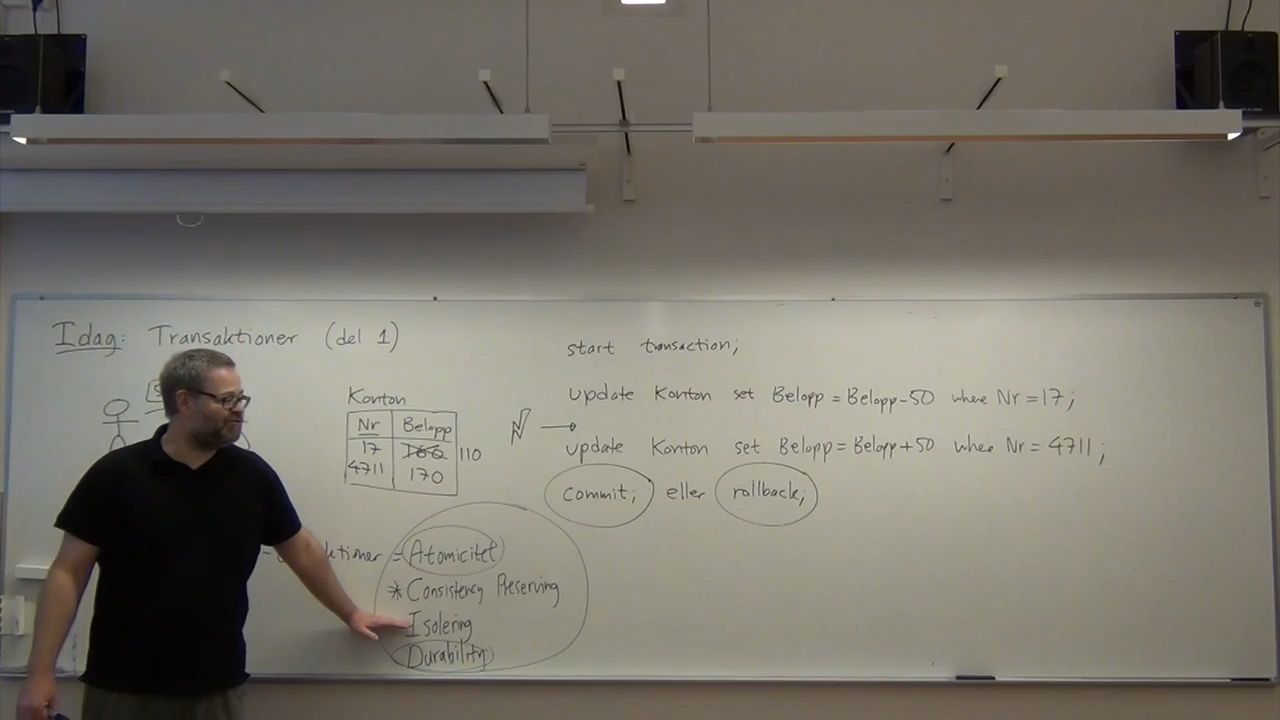 Idag: Transaktioner (del 1)
Konton
Nr Belopp
17 160 110
4711 170
start transaction;
update Konton set Belopp = Belopp-50 where Nr = 17;
update Konton set Belopp = Belopp+50 where Nr = 4711;
commit; eller rollback;
= Atomicitet
* Consistency Preserving
Isolering
Durability